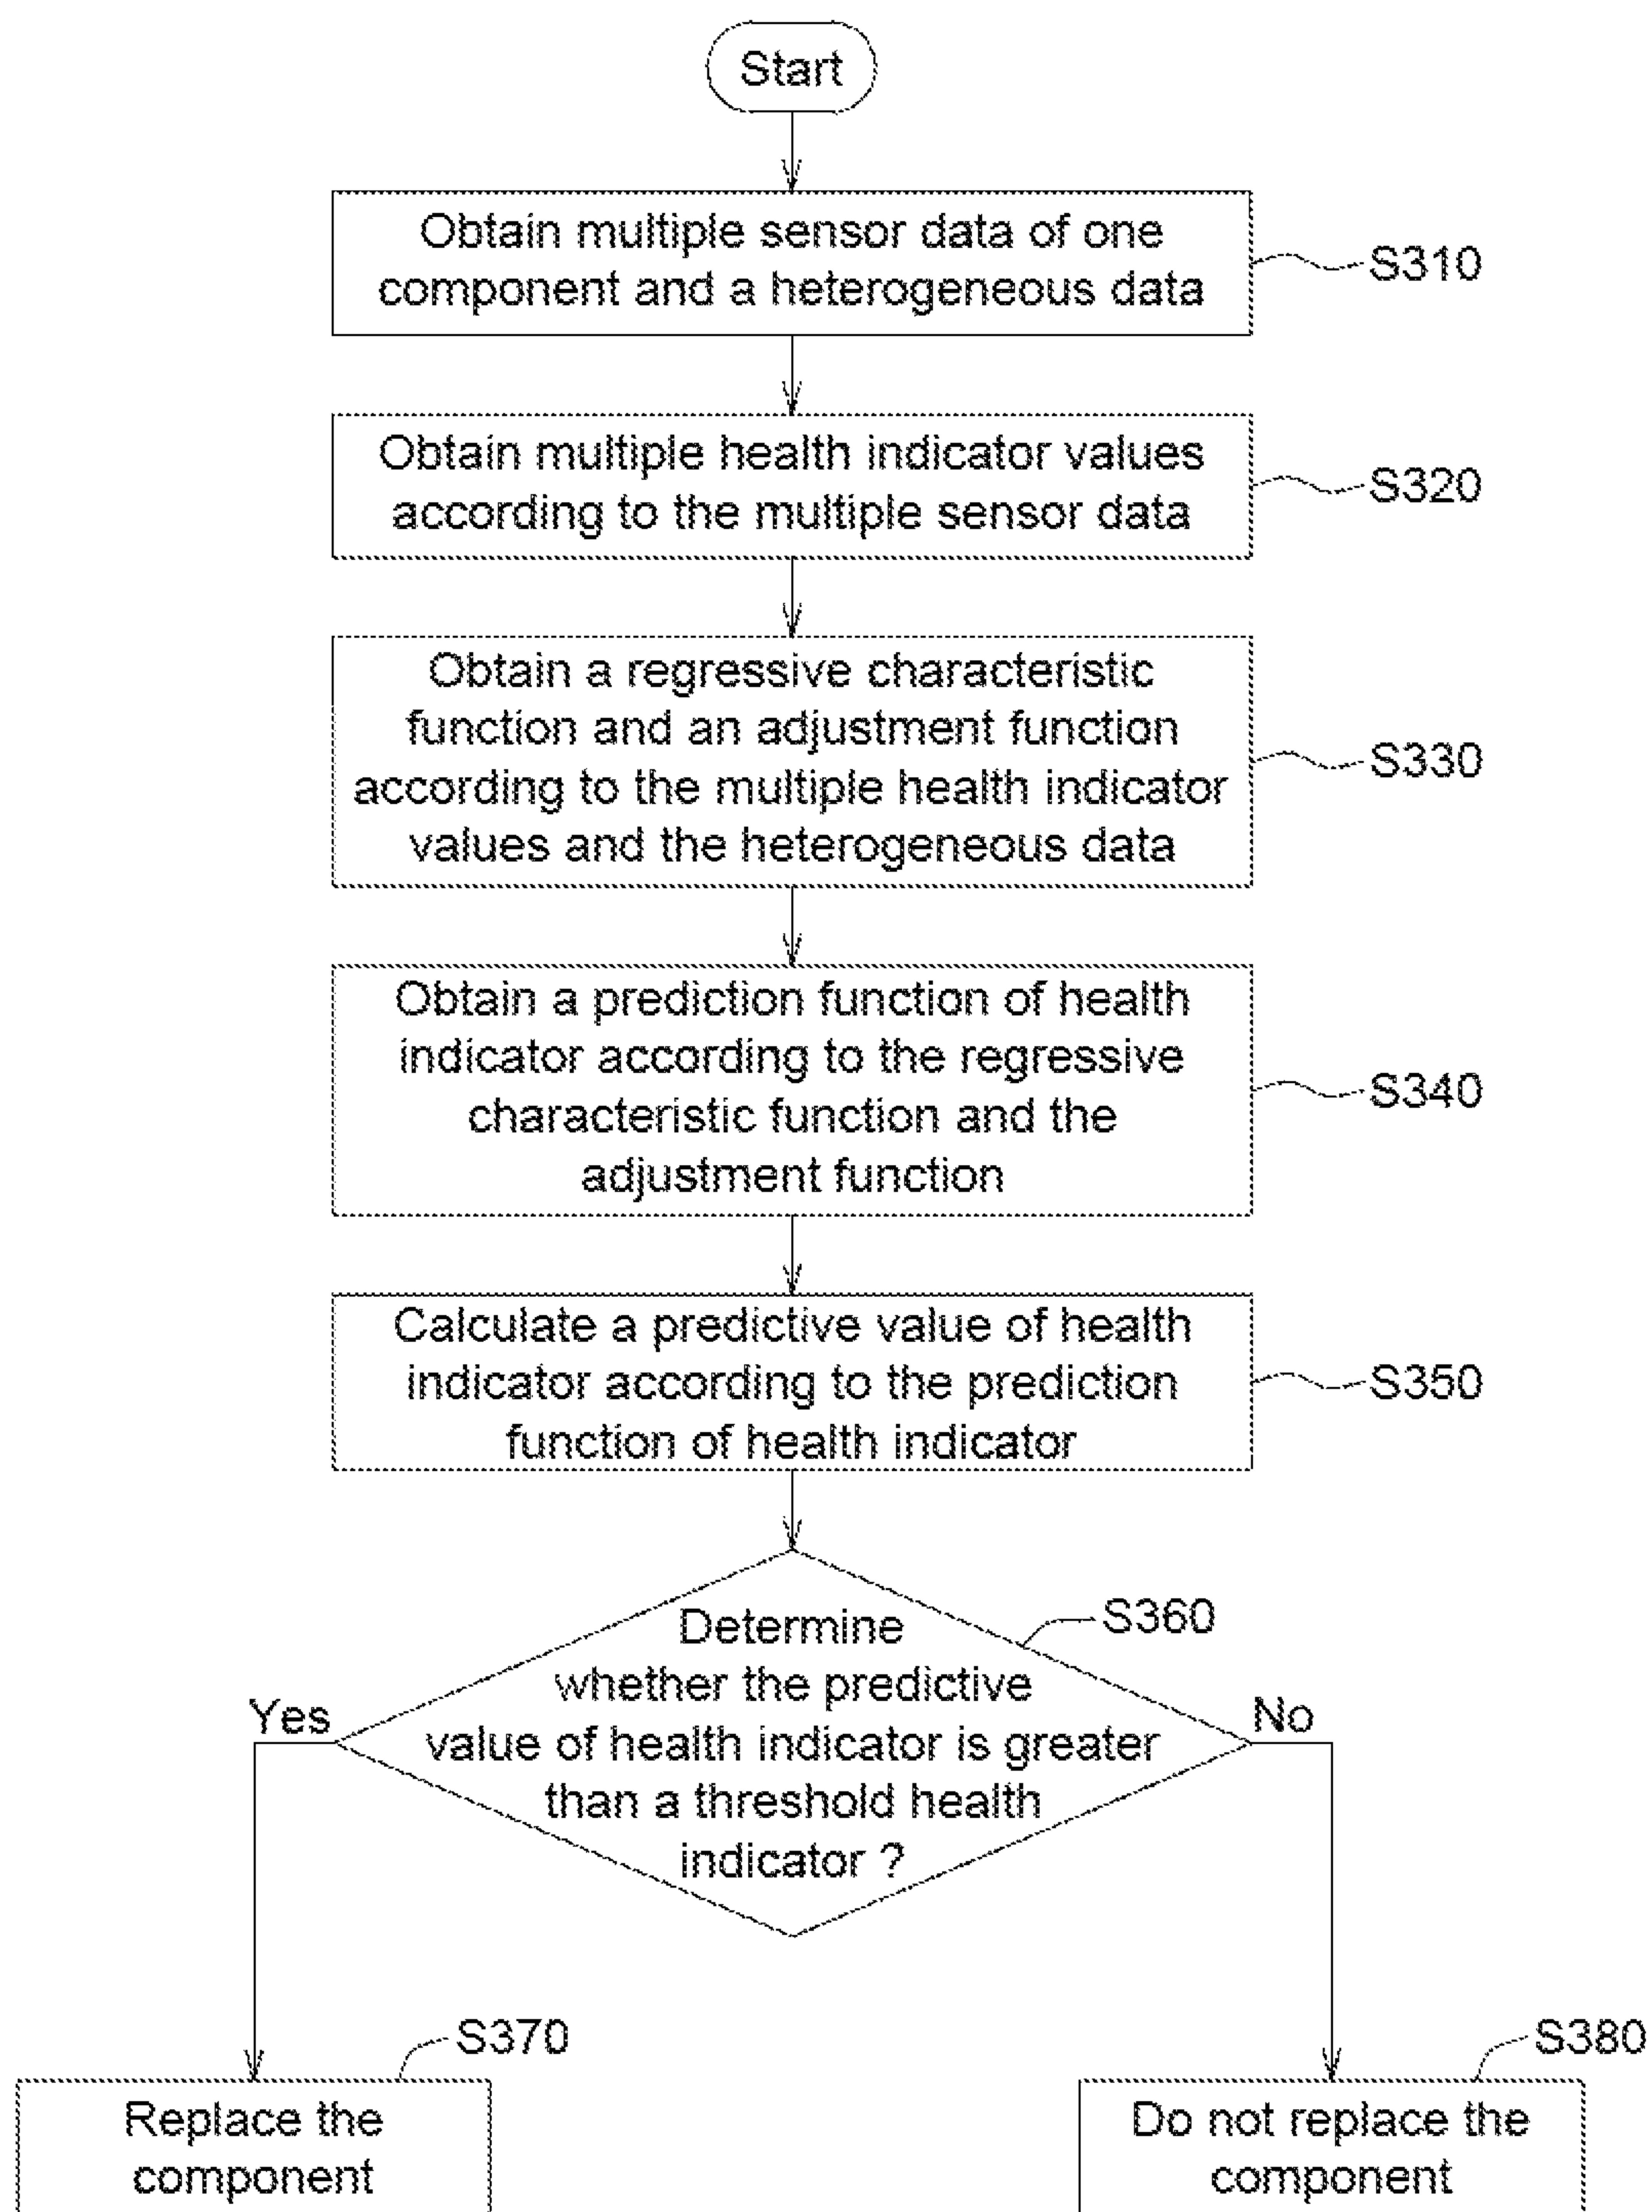 Start
Obtain multiple sensor data of one
component and a heterogeneous data
S310
Obtain multiple health indicator values
according to the multiple sensor data
S320
Obtain a regressive characteristic
function and an adjustment function
according to the multiple health indicator
values and the heterogeneous data
S330
Obtain a prediction function of health
indicator according to the regressive
characteristic function and the
adjustment function
S340
Calculate a predictive value of health
indicator according to the prediction
function of health indicator
S350
Determine
whether the predictive
value of health indicator is greater
than a threshold health
indicator ?
S360
Yes
No
S370
Replace the
component
S380
Do not replace the
component